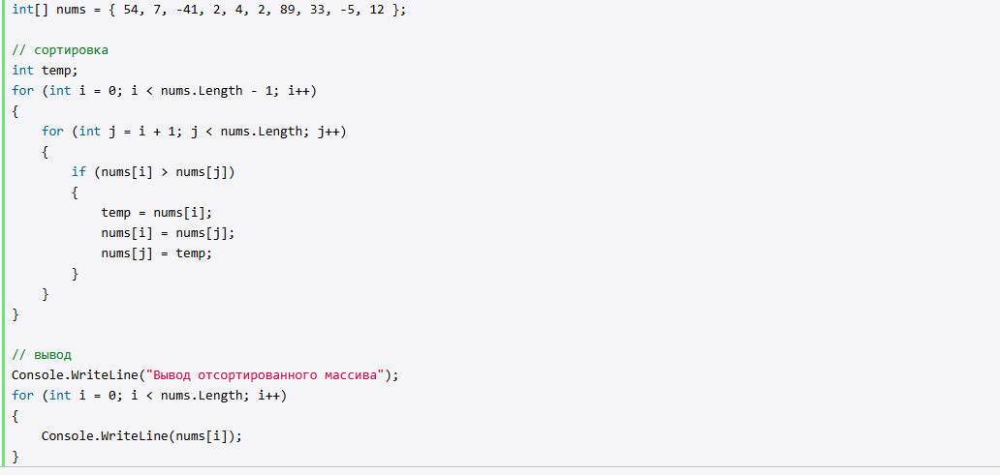 int[] nums = { 54, 7, -41, 2, 4, 2, 89, 33, -5, 12 };

// сортировка
int temp;
for (int i = 0; i < nums.Length - 1; i++)
{
    for (int j = i + 1; j < nums.Length; j++)
    {
        if (nums[i] > nums[j])
        {
            temp = nums[i];
            nums[i] = nums[j];
            nums[j] = temp;
        }
    }
}

// вывод
Console.WriteLine("Вывод отсортированного массива");
for (int i = 0; i < nums.Length; i++)
{
    Console.WriteLine(nums[i]);
}